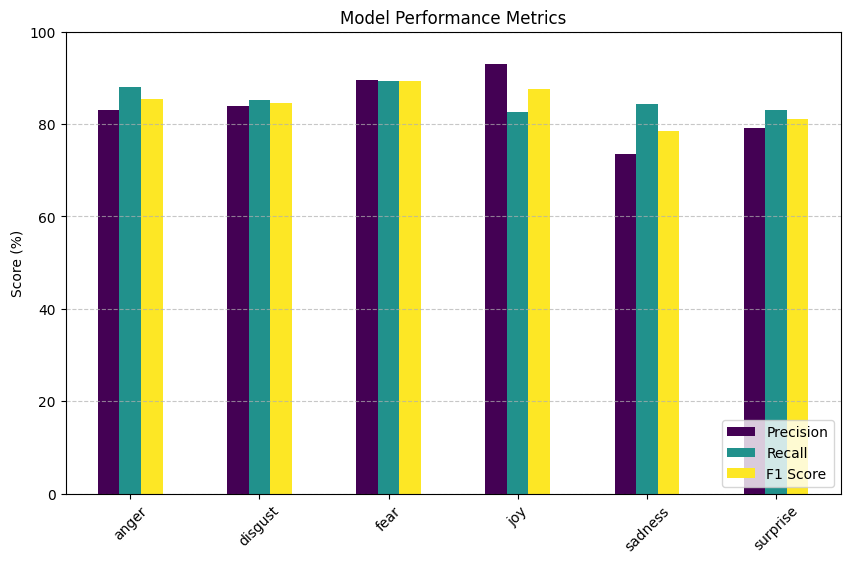 Model Performance Metrics
Score (%)
100
80
60
40
20
0
anger
disgust
fear
joy
sadness
surprise
Precision
Recall
F1 Score